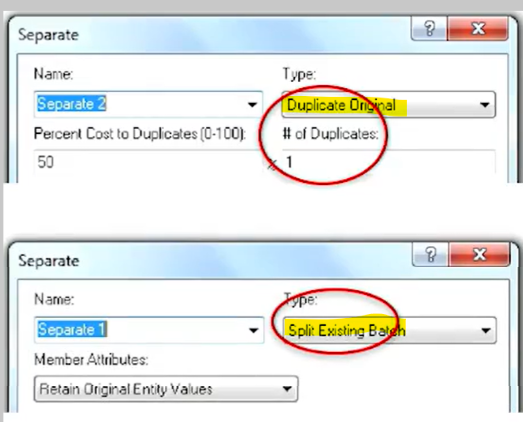 Separate
Name: Type:
Separate 2 Duplicate Original
Percent Cost to Duplicates (0-100): # of Duplicates:
50 % 1
Separate
Name: Type:
Separate 1 Split Existing Batch
Member Attributes:
Retain Original Entity Values